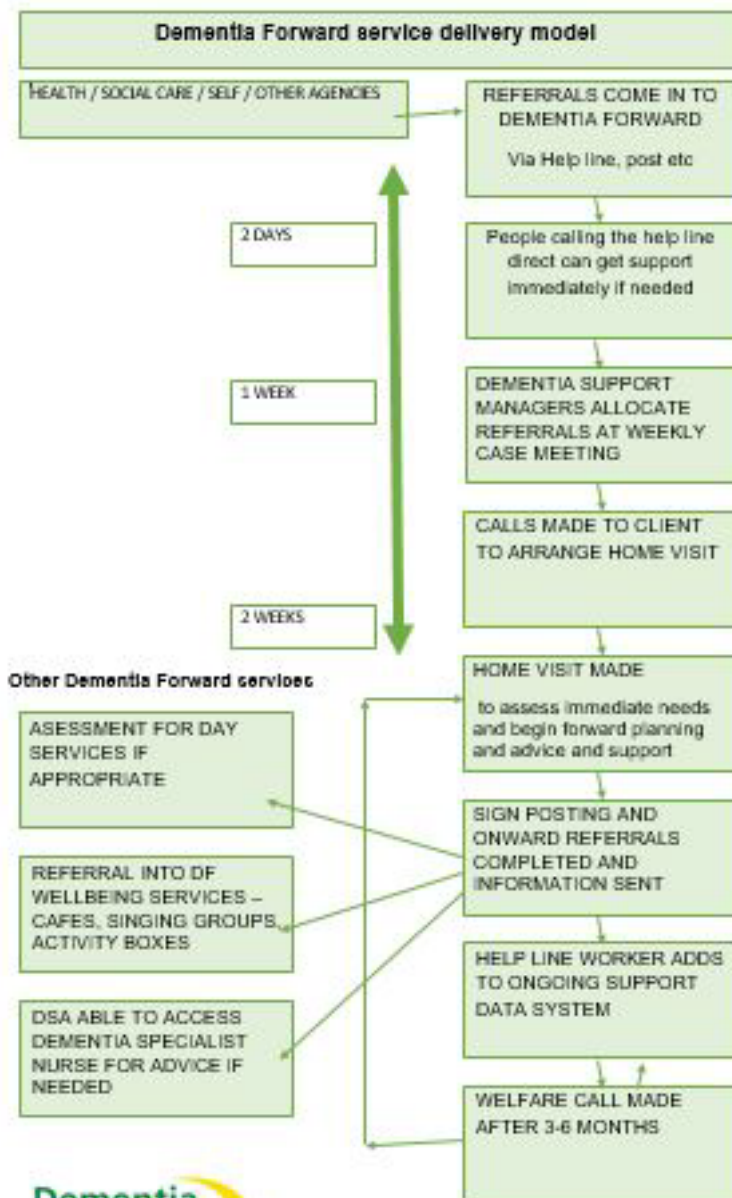 Dementia Forward service delivery model
HEALTH / SOCIAL CARE / SELF / OTHER AGENCIES
REFERRALS COME IN TO
DEMENTIA FORWARD
Via Help line, post etc
2 DAYS
People calling the help line
direct can get support
immediately if needed
1 WEEK
DEMENTIA SUPPORT
MANAGERS ALLOCATE
REFERRALS AT WEEKLY
CASE MEETING
CALLS MADE TO CLIENT
TO ARRANGE HOME VISIT
2 WEEKS
HOME VISIT MADE
to assess immediate needs
and begin forward planning
and advice and support
Other Dementia Forward services
ASESSMENT FOR DAY
SERVICES IF
APPROPRIATE
SIGN POSTING AND
ONWARD REFERRALS
COMPLETED AND
INFORMATION SENT
REFERRAL INTO DF
WELLBEING SERVICES –
CAFES, SINGING GROUPS,
ACTIVITY BOXES
HELP LINE WORKER ADDS
TO ONGOING SUPPORT
DATA SYSTEM
DSA ABLE TO ACCESS
DEMENTIA SPECIALIST
NURSE FOR ADVICE IF
NEEDED
WELFARE CALL MADE
AFTER 3-6 MONTHS
Dementia